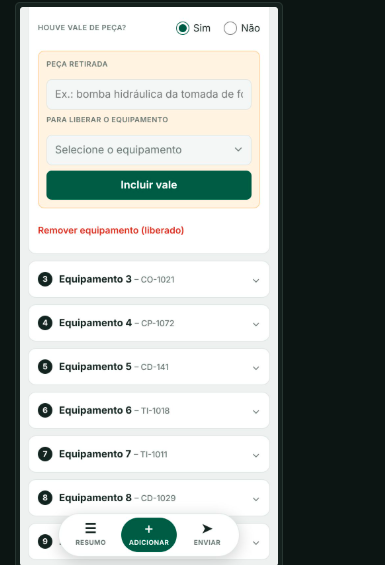 HOUVE VALE DE PEÇA?
Sim
Não
PEÇA RETIRADA
Ex.: bomba hidráulica da tomada de fo
PARA LIBERAR O EQUIPAMENTO
Selecione o equipamento
Incluir vale
Remover equipamento (liberado)
3 Equipamento 3 – CO-1021
4 Equipamento 4 – CP-1072
5 Equipamento 5 – CD-141
6 Equipamento 6 – TI-1018
7 Equipamento 7 – TI-1011
8 Equipamento 8 – CD-1029
9
RESUMO
+
ADICIONAR
ENVIAR